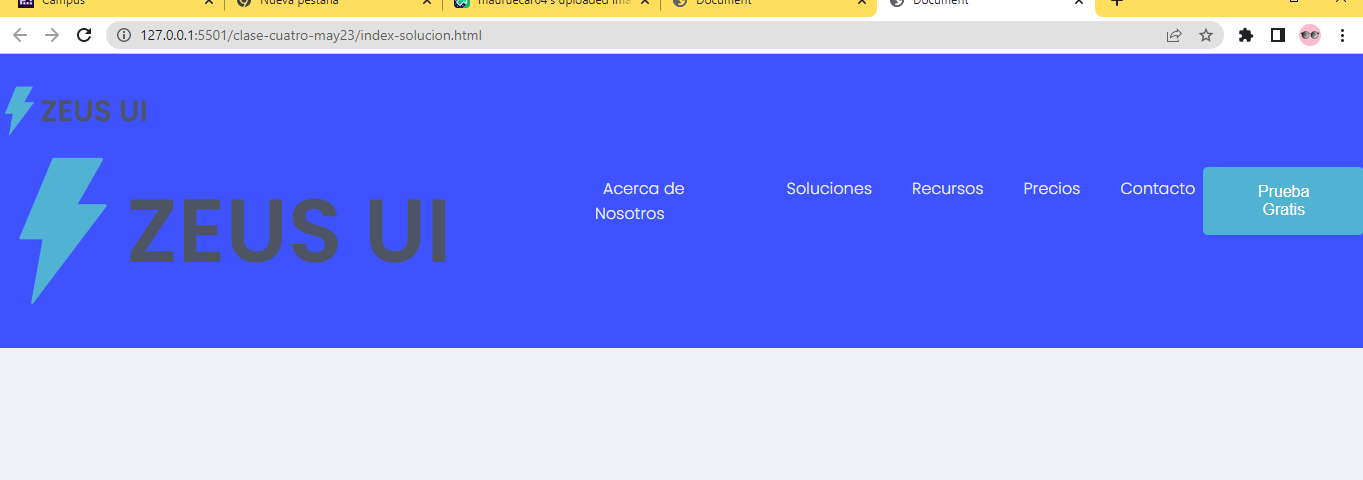 Campus
Nueva pestaña
mauruecar04's uploaded ima
Document
Document
127.0.0.1:5501/clase-cuatro-may23/index-solucion.html
ZEUS UI
ZEUS UI
Acerca de
Nosotros
Soluciones
Recursos
Precios
Contacto
Prueba
Gratis